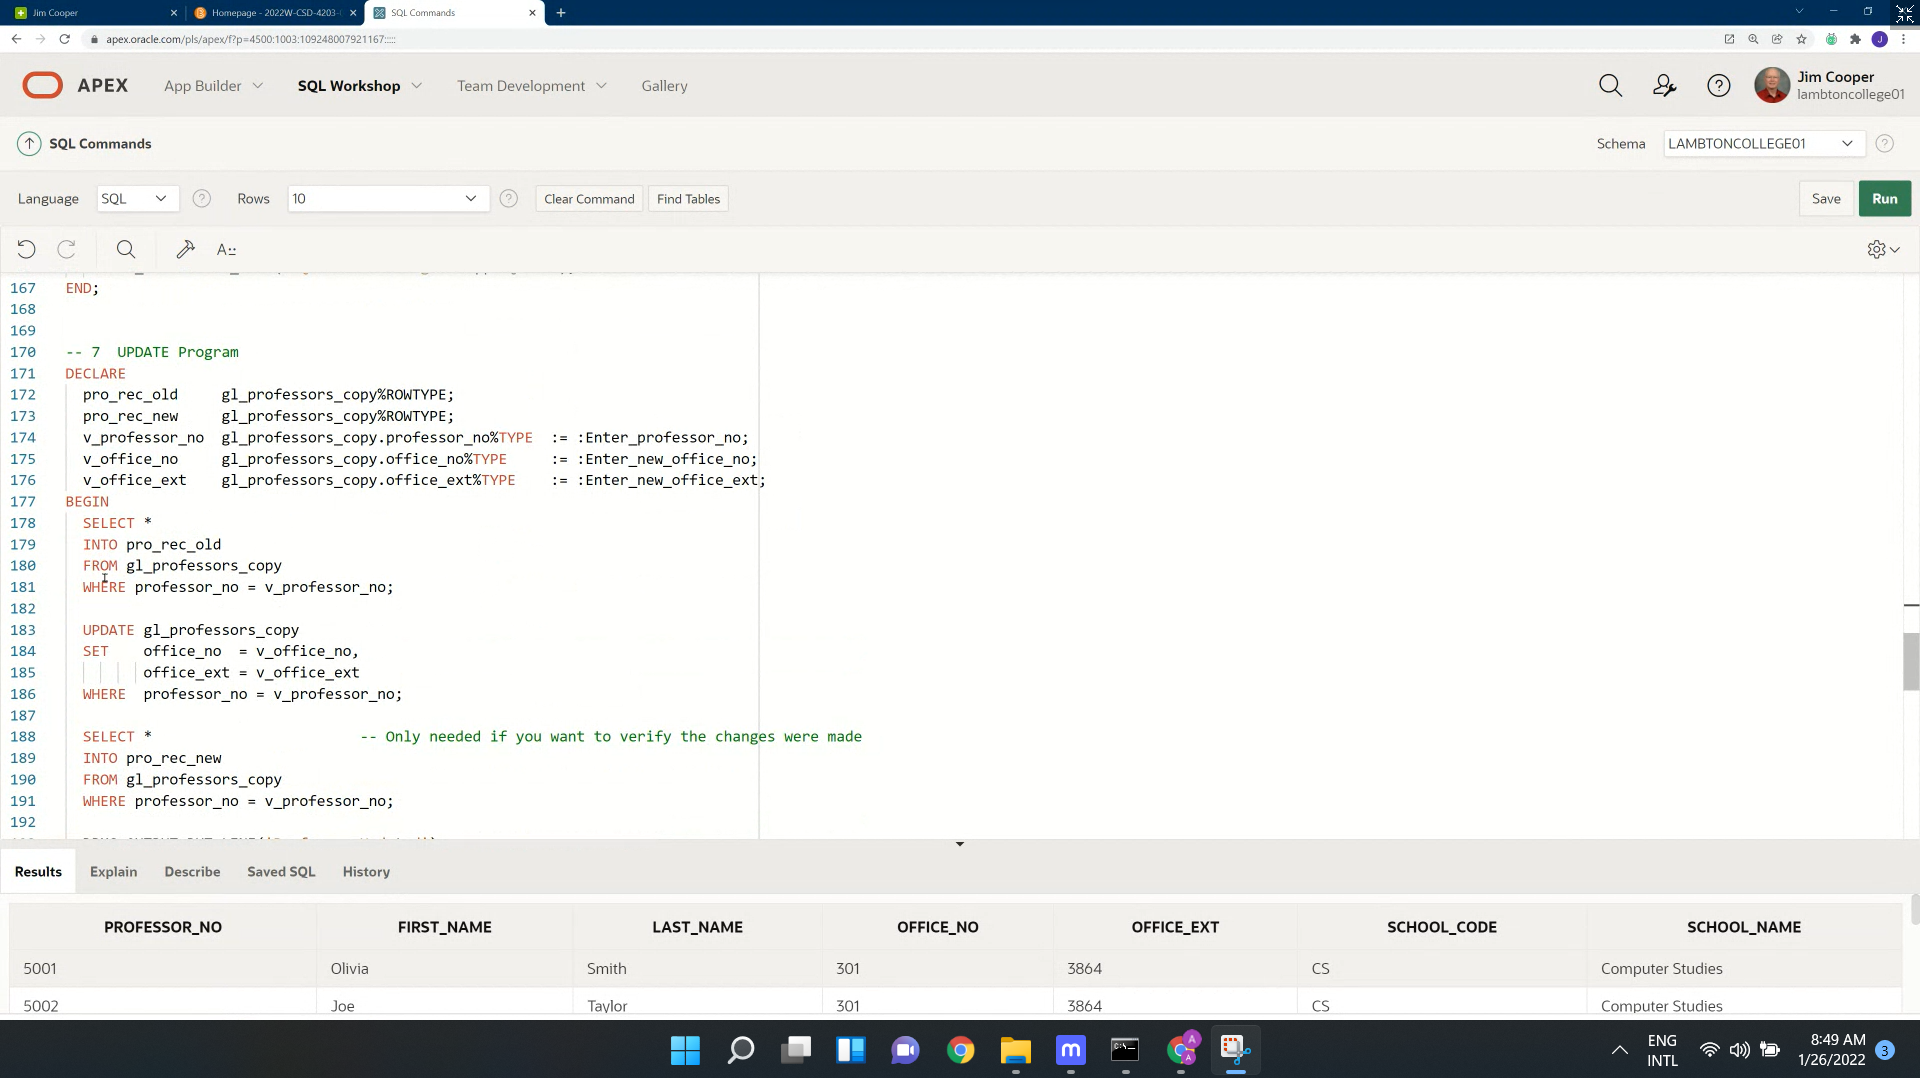 Jim Cooper
Homepage - 2022W-CSD-4203-
SQL Commands
apex.oracle.com/pls/apex/f?p=4500:1003:109248007921167:::::
APEX App Builder SQL Workshop Team Development Gallery
Jim Cooper
lambtoncollege01
SQL Commands
Schema LAMBTONCOLLEGE01
Language SQL Rows 10 Clear Command Find Tables Save Run
167 END;
168
169
170 -- 7  UPDATE Program
171 DECLARE
172 pro_rec_old     gl_professors_copy%ROWTYPE;
173 pro_rec_new     gl_professors_copy%ROWTYPE;
174 v_professor_no  gl_professors_copy.professor_no%TYPE  := :Enter_professor_no;
175 v_office_no     gl_professors_copy.office_no%TYPE     := :Enter_new_office_no;
176 v_office_ext    gl_professors_copy.office_ext%TYPE    := :Enter_new_office_ext;
177 BEGIN
178 SELECT *
179 INTO pro_rec_old
180 FROM gl_professors_copy
181 WHERE professor_no = v_professor_no;
182
183 UPDATE gl_professors_copy
184 SET    office_no  = v_office_no,
185 office_ext = v_office_ext
186 WHERE  professor_no = v_professor_no;
187
188 SELECT *                        -- Only needed if you want to verify the changes were made
189 INTO pro_rec_new
190 FROM gl_professors_copy
191 WHERE professor_no = v_professor_no;
192
Results Explain Describe Saved SQL History
PROFESSOR_NO FIRST_NAME LAST_NAME OFFICE_NO OFFICE_EXT SCHOOL_CODE SCHOOL_NAME
5001 Olivia Smith 301 3864 CS Computer Studies
5002 Joe Taylor 301 3864 CS Computer Studies
ENG
INTL
8:49 AM
1/26/2022
3